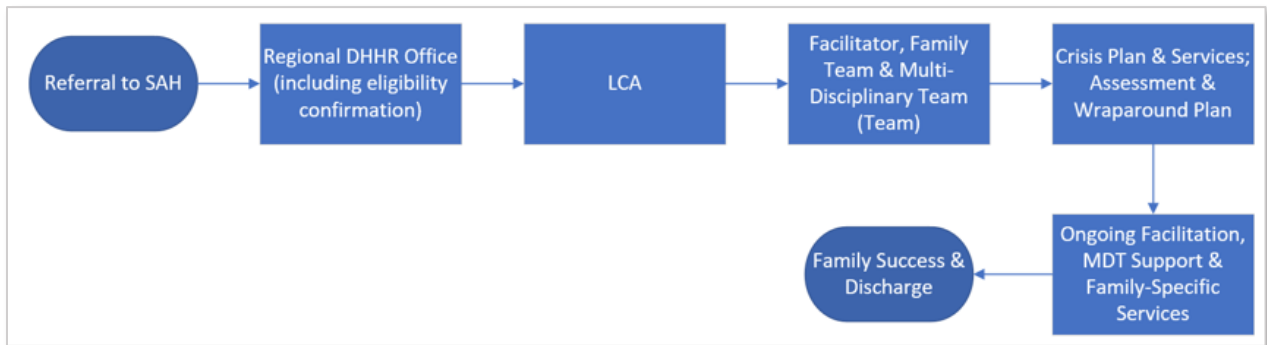 Referral to SAH
Regional DHHR Office
(including eligibility
confirmation)
LCA
Facilitator, Family
Team & Multi-
Disciplinary Team
(Team)
Crisis Plan & Services;
Assessment &
Wraparound Plan
Ongoing Facilitation,
MDT Support &
Family-Specific
Services
Family Success &
Discharge